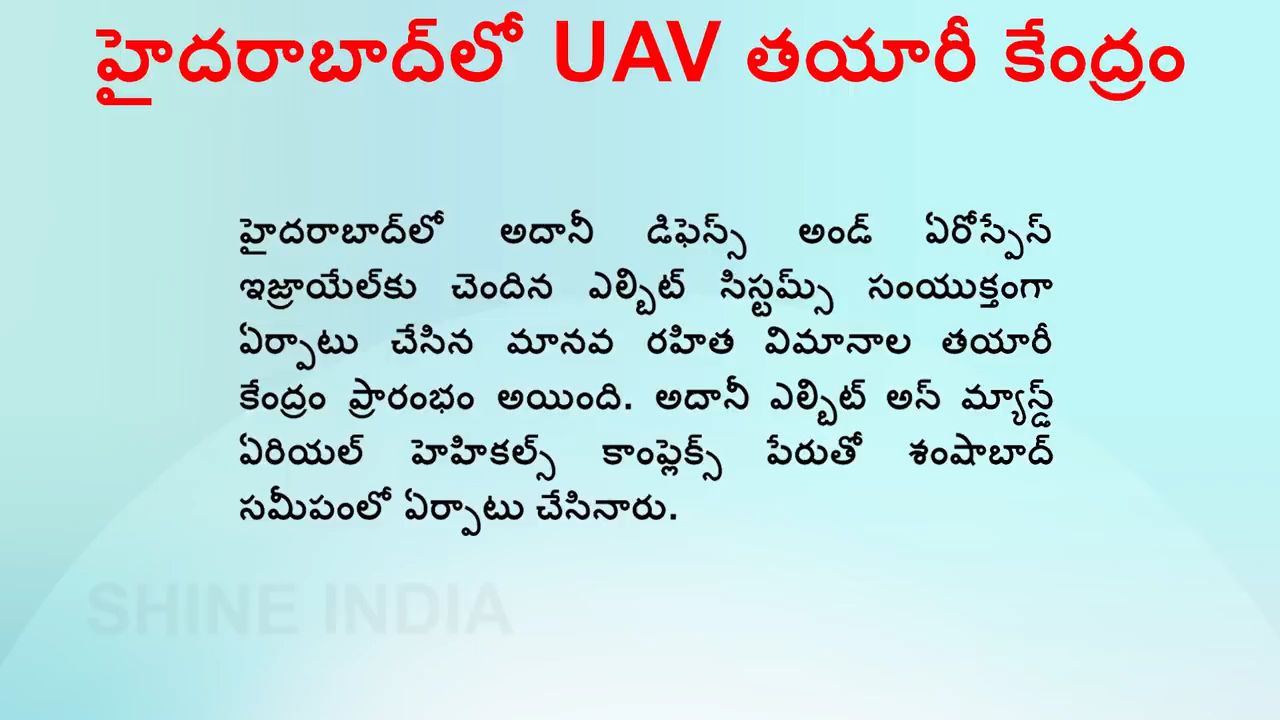 హైదరాబాద్‌లో UAV తయారీ కేంద్రం
హైదరాబాద్‌లో అదానీ డిఫెన్స్ అండ్ ఏరోస్పేస్
ఇజ్రాయేల్‌కు చెందిన ఎల్బిట్ సిస్టమ్స్ సంయుక్తంగా
ఏర్పాటు చేసిన మానవ రహిత విమానాల తయారీ
కేంద్రం ప్రారంభం అయింది. అదానీ ఎల్బిట్ అస్ మ్యాన్డ్
ఏరియల్ హెహికల్స్ కాంప్లెక్స్ పేరుతో శంషాబాద్
సమీపంలో ఏర్పాటు చేసినారు.
SHINE INDIA